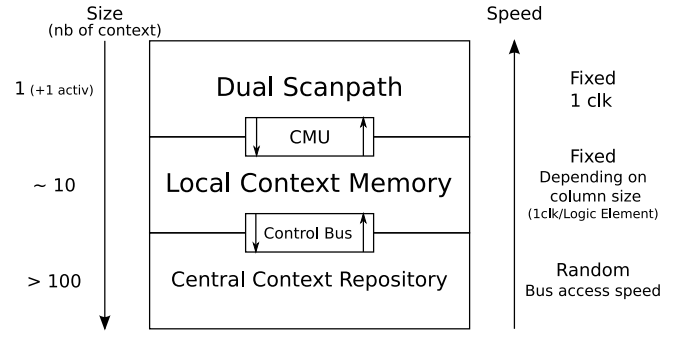 Size
(nb of context)
Speed
1 (+1 activ)
Dual Scanpath
Fixed
1 clk
CMU
~ 10
Local Context Memory
Fixed
Depending on
column size
(1clk/Logic Element)
Control Bus
> 100
Central Context Repository
Random
Bus access speed